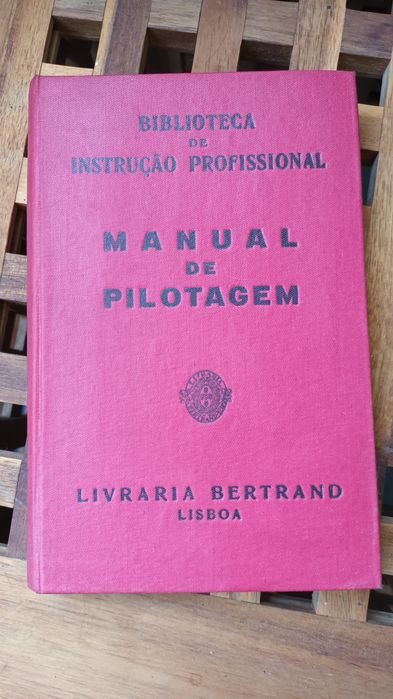 BIBLIOTECA
DE
INSTRUÇÃO PROFISSIONAL
MANUAL
DE
PILOTAGEM
LIVRARIA BERTRAND
LISBOA